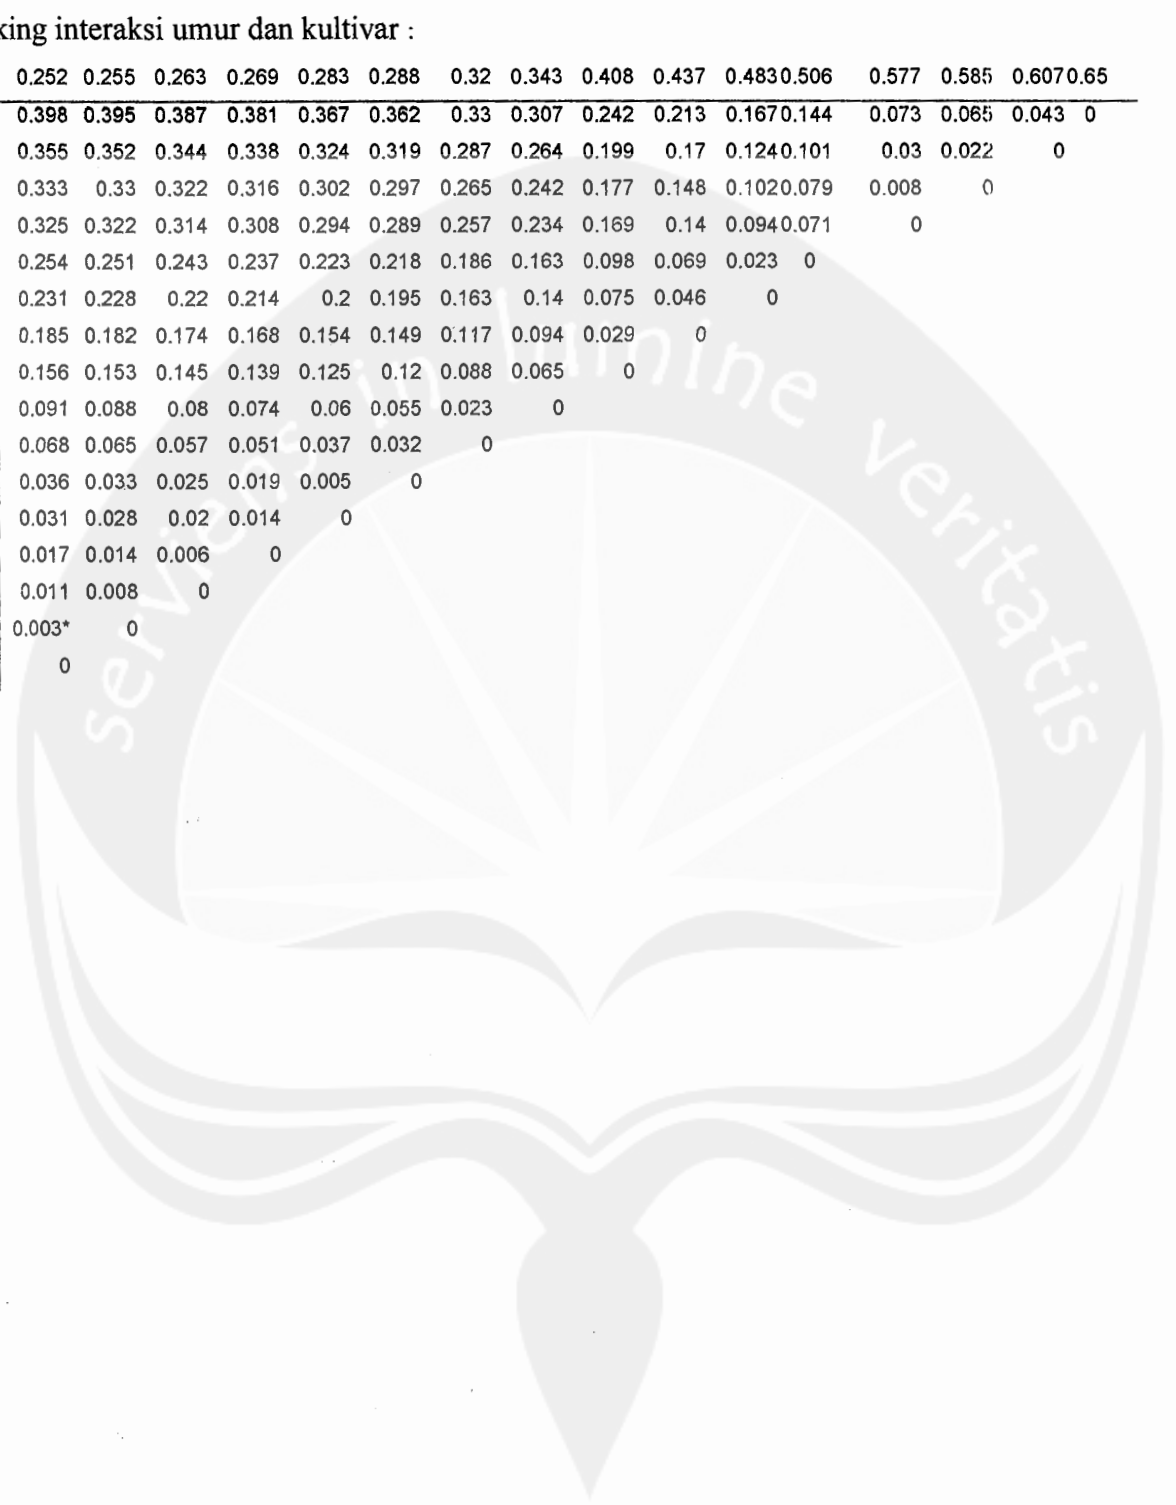 king interaksi umur dan kultivar :
0.252 0.255 0.263 0.269 0.283 0.288 0.32 0.343 0.408 0.437 0.483 0.506 0.577 0.585 0.607 0.65
0.398 0.395 0.387 0.381 0.367 0.362 0.33 0.307 0.242 0.213 0.167 0.144 0.073 0.065 0.043 0
0.355 0.352 0.344 0.338 0.324 0.319 0.287 0.264 0.199 0.17 0.124 0.101 0.03 0.022 0
0.333 0.33 0.322 0.316 0.302 0.297 0.265 0.242 0.177 0.148 0.102 0.079 0.008 0
0.325 0.322 0.314 0.308 0.294 0.289 0.257 0.234 0.169 0.14 0.094 0.071 0
0.254 0.251 0.243 0.237 0.223 0.218 0.186 0.163 0.098 0.069 0.023 0
0.231 0.228 0.22 0.214 0.2 0.195 0.163 0.14 0.075 0.046 0
0.185 0.182 0.174 0.168 0.154 0.149 0.117 0.094 0.029 0
0.156 0.153 0.145 0.139 0.125 0.12 0.088 0.065 0
0.091 0.088 0.08 0.074 0.06 0.055 0.023 0
0.068 0.065 0.057 0.051 0.037 0.032 0
0.036 0.033 0.025 0.019 0.005 0
0.031 0.028 0.02 0.014 0
0.017 0.014 0.006 0
0.011 0.008 0
0.003* 0
0
serviens in lumine veritatis